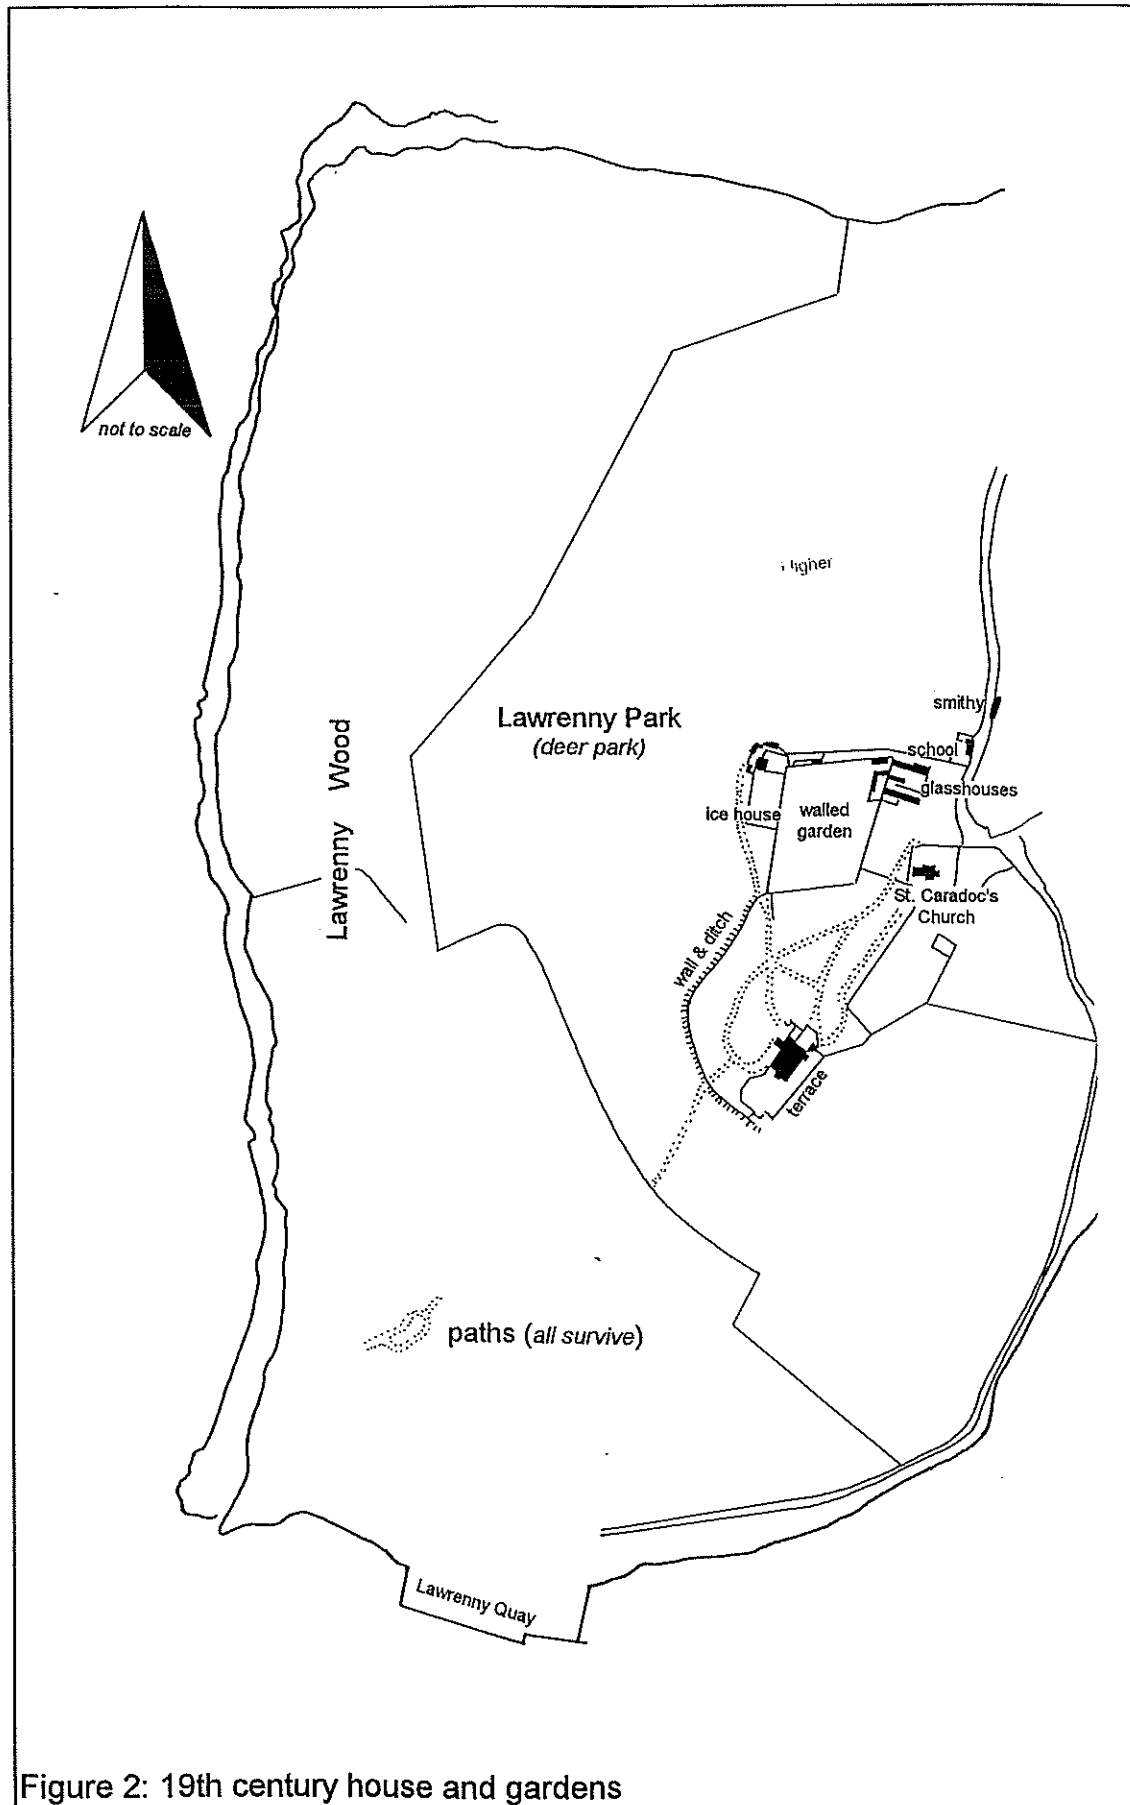 not to scale
smithy
Lawrenny Park
(deer park)
school
glasshouses
ice house
walled
garden
Lawrenny Wood
St. Caradoc's
Church
wall & ditch
terrace
paths (all survive)
Lawrenny Quay
Figure 2: 19th century house and gardens